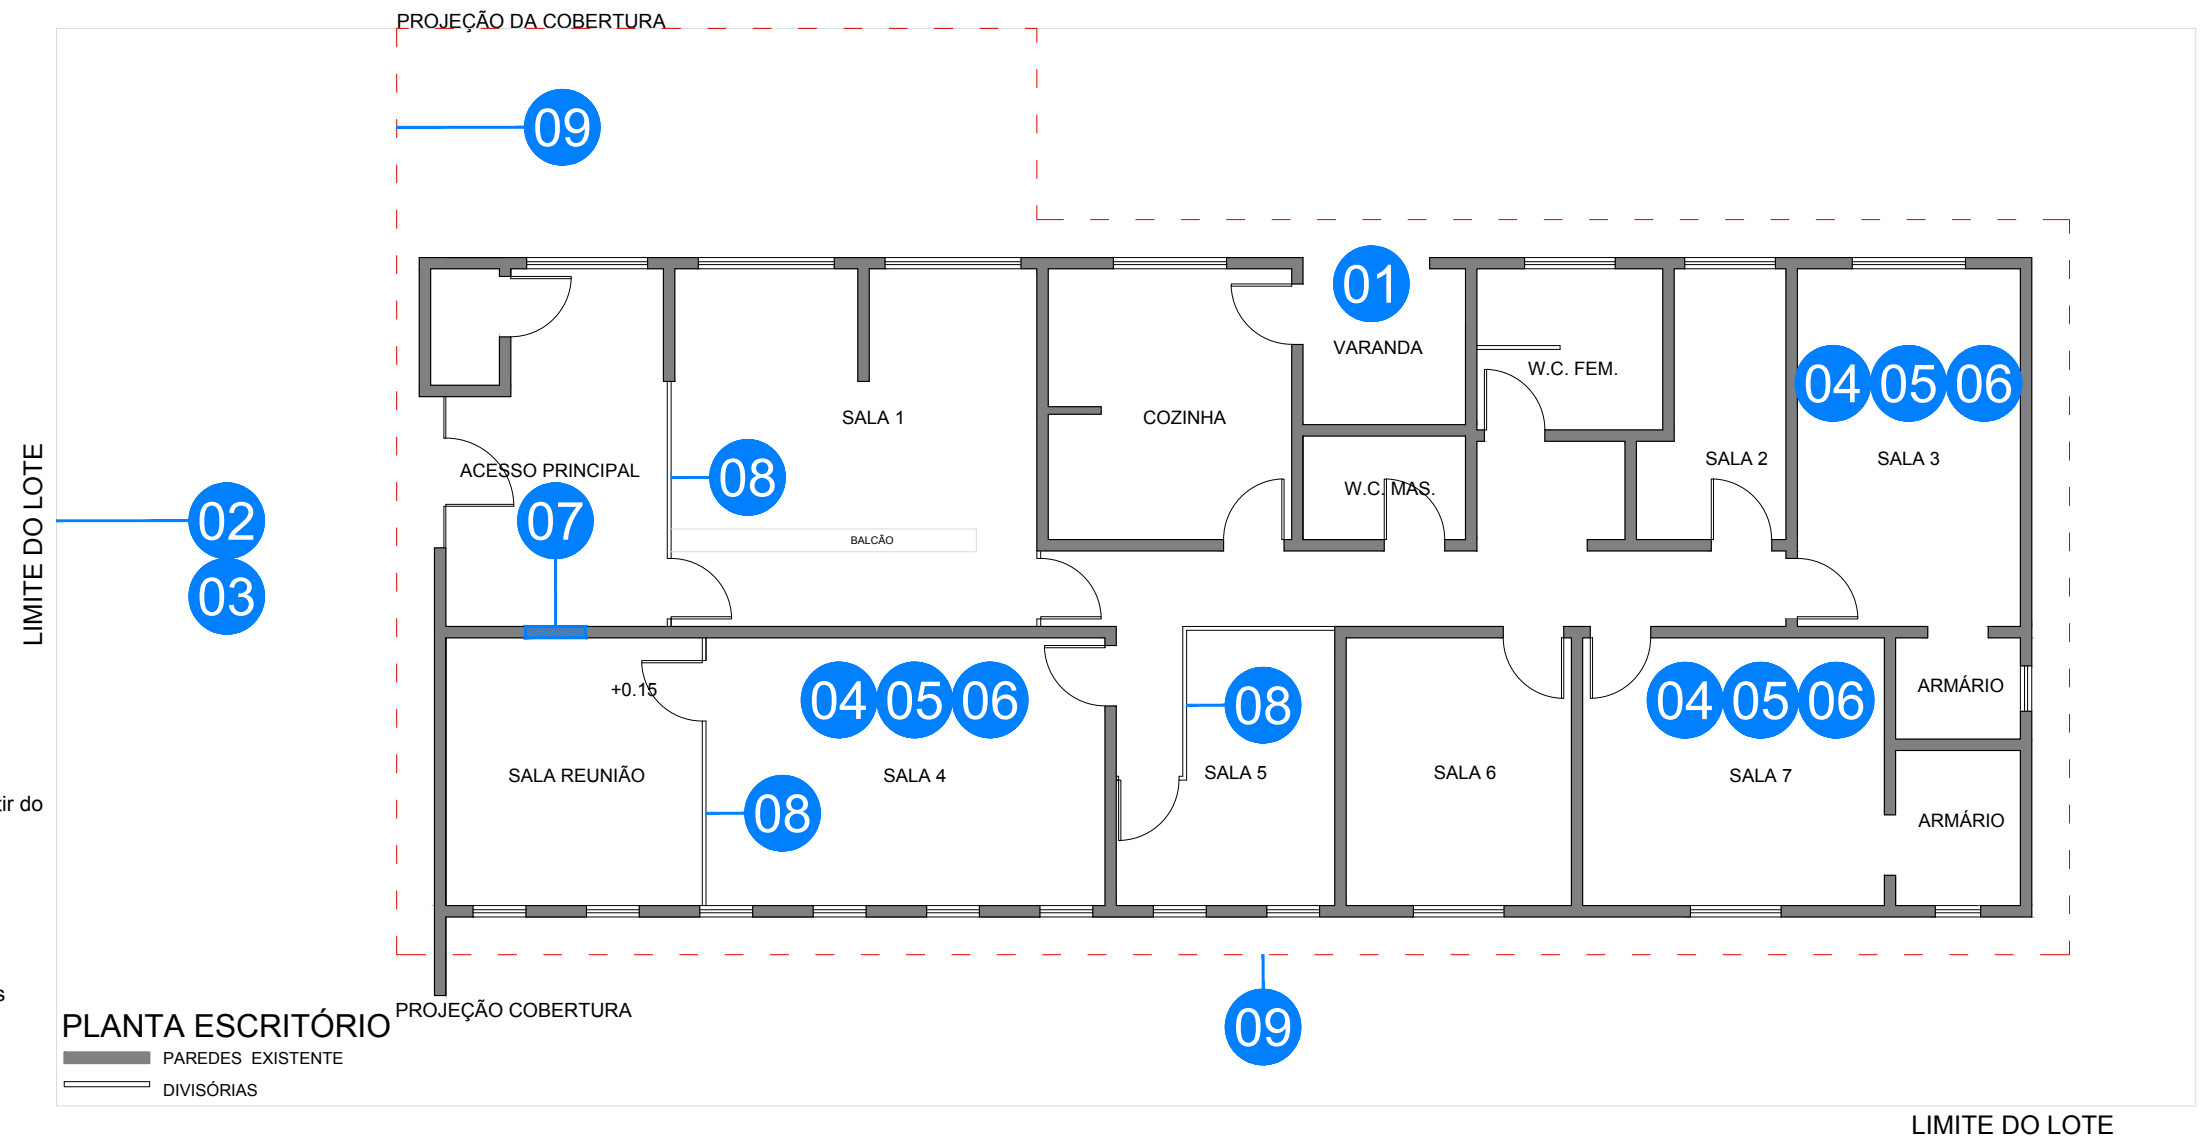 PROJEÇÃO DA COBERTURA
09
01
VARANDA
W.C. FEM.
04 05 06
SALA 1
COZINHA
SALA 2
SALA 3
ACESSO PRINCIPAL
08
W.C. MAS.
LIMITE DO LOTE
02
07
BALCÃO
03
+0.15
04 05 06
08
04 05 06
ARMÁRIO
SALA REUNIÃO
SALA 4
SALA 5
SALA 6
SALA 7
tir do
08
ARMÁRIO
s
PROJEÇÃO COBERTURA
09
PLANTA ESCRITÓRIO
PAREDES EXISTENTE
DIVISÓRIAS
LIMITE DO LOTE